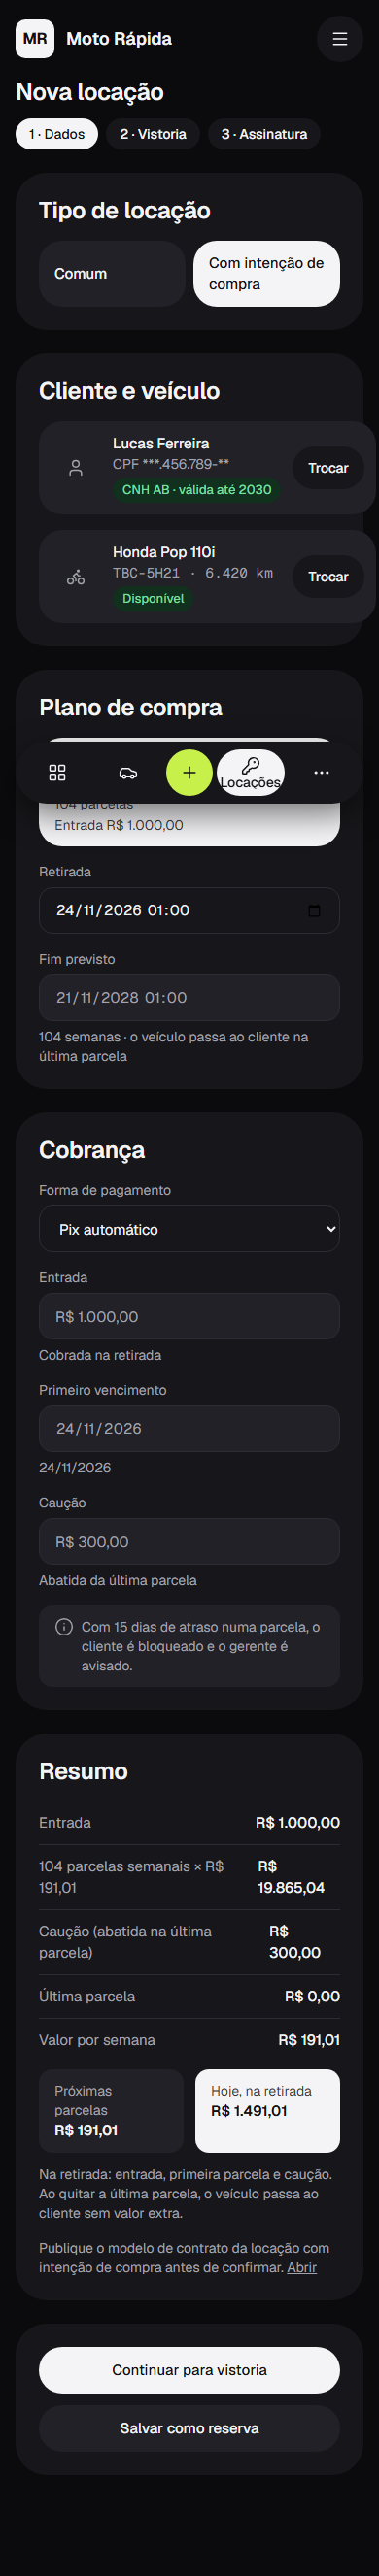 MR Moto Rápida
Nova locação
1 · Dados 2 · Vistoria 3 · Assinatura
Tipo de locação
Comum
Com intenção de
compra
Cliente e veículo
Lucas Ferreira
CPF ***.456.789-**
CNH AB · válida até 2030
Trocar
Honda Pop 110i
TBC-5H21 · 6.420 km
Disponível
Trocar
Plano de compra
Locações
104 parcelas
Entrada R$ 1.000,00
Retirada
24/11/2026 01:00
Fim previsto
21/11/2028 01:00
104 semanas · o veículo passa ao cliente na
última parcela
Cobrança
Forma de pagamento
Pix automático
Entrada
R$ 1.000,00
Cobrada na retirada
Primeiro vencimento
24/11/2026
24/11/2026
Caução
R$ 300,00
Abatida da última parcela
Com 15 dias de atraso numa parcela, o
cliente é bloqueado e o gerente é
avisado.
Resumo
Entrada R$ 1.000,00
104 parcelas semanais × R$
191,01
R$
19.865,04
Caução (abatida na última
parcela)
R$
300,00
Última parcela R$ 0,00
Valor por semana R$ 191,01
Próximas
parcelas
R$ 191,01
Hoje, na retirada
R$ 1.491,01
Na retirada: entrada, primeira parcela e caução.
Ao quitar a última parcela, o veículo passa ao
cliente sem valor extra.
Publique o modelo de contrato da locação com
intenção de compra antes de confirmar. Abrir
Continuar para vistoria
Salvar como reserva